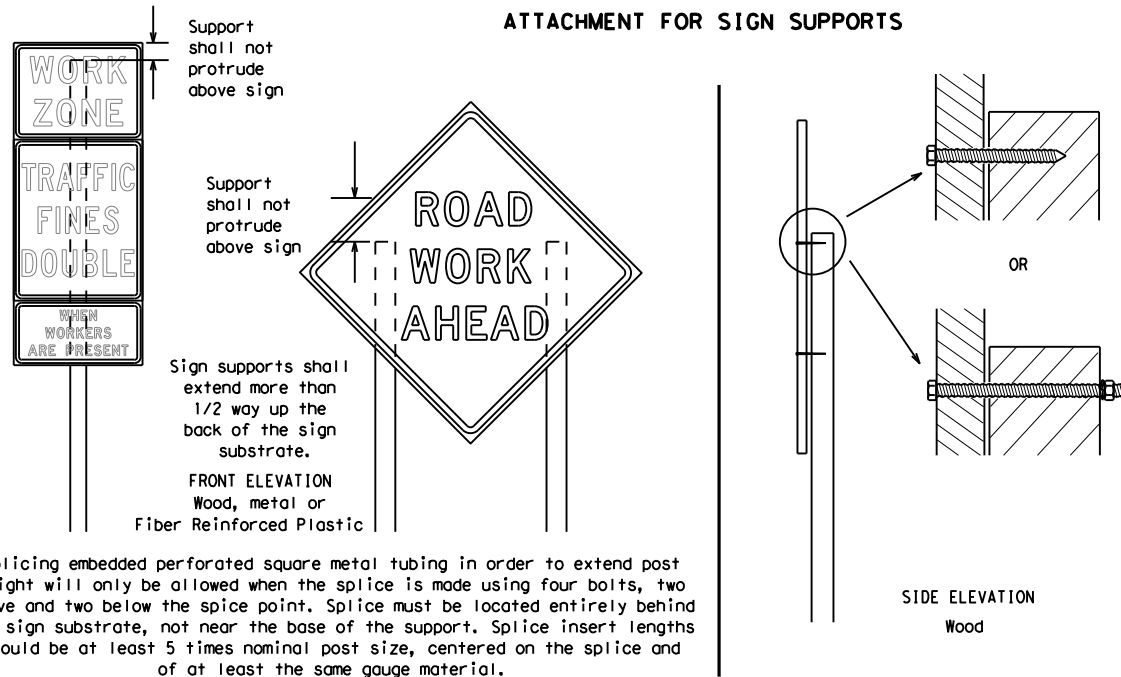 ATTACHMENT FOR SIGN SUPPORTS
Support
shall not
protrude
above sign
WORK
ZONE
TRAFFIC
FINES
DOUBLE
WHEN
WORKERS
ARE PRESENT
Support
shall not
protrude
above sign
ROAD
WORK
AHEAD
Sign supports shall
extend more than
1/2 way up the
back of the sign
substrate.
FRONT ELEVATION
Wood, metal or
Fiber Reinforced Plastic
OR
SIDE ELEVATION
Wood
plicing embedded perforated square metal tubing in order to extend post
ight will only be allowed when the splice is made using four bolts, two
ve and two below the spice point. Splice must be located entirely behind
sign substrate, not near the base of the support. Splice insert lengths
ould be at least 5 times nominal post size, centered on the splice and
of at least the same gauge material.